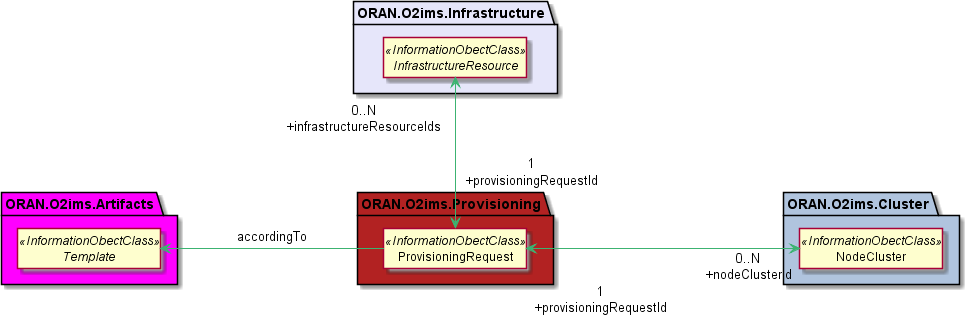 ORAN.O2ims.Infrastructure
«InformationObectClass»
InfrastructureResource
0..N
+infrastructureResourceIds
1
+provisioningRequestId
ORAN.O2ims.Artifacts
«InformationObectClass»
Template
accordingTo
ORAN.O2ims.Provisioning
«InformationObectClass»
ProvisioningRequest
ORAN.O2ims.Cluster
«InformationObectClass»
NodeCluster
0..N
+nodeClusterId
1
+provisioningRequestId